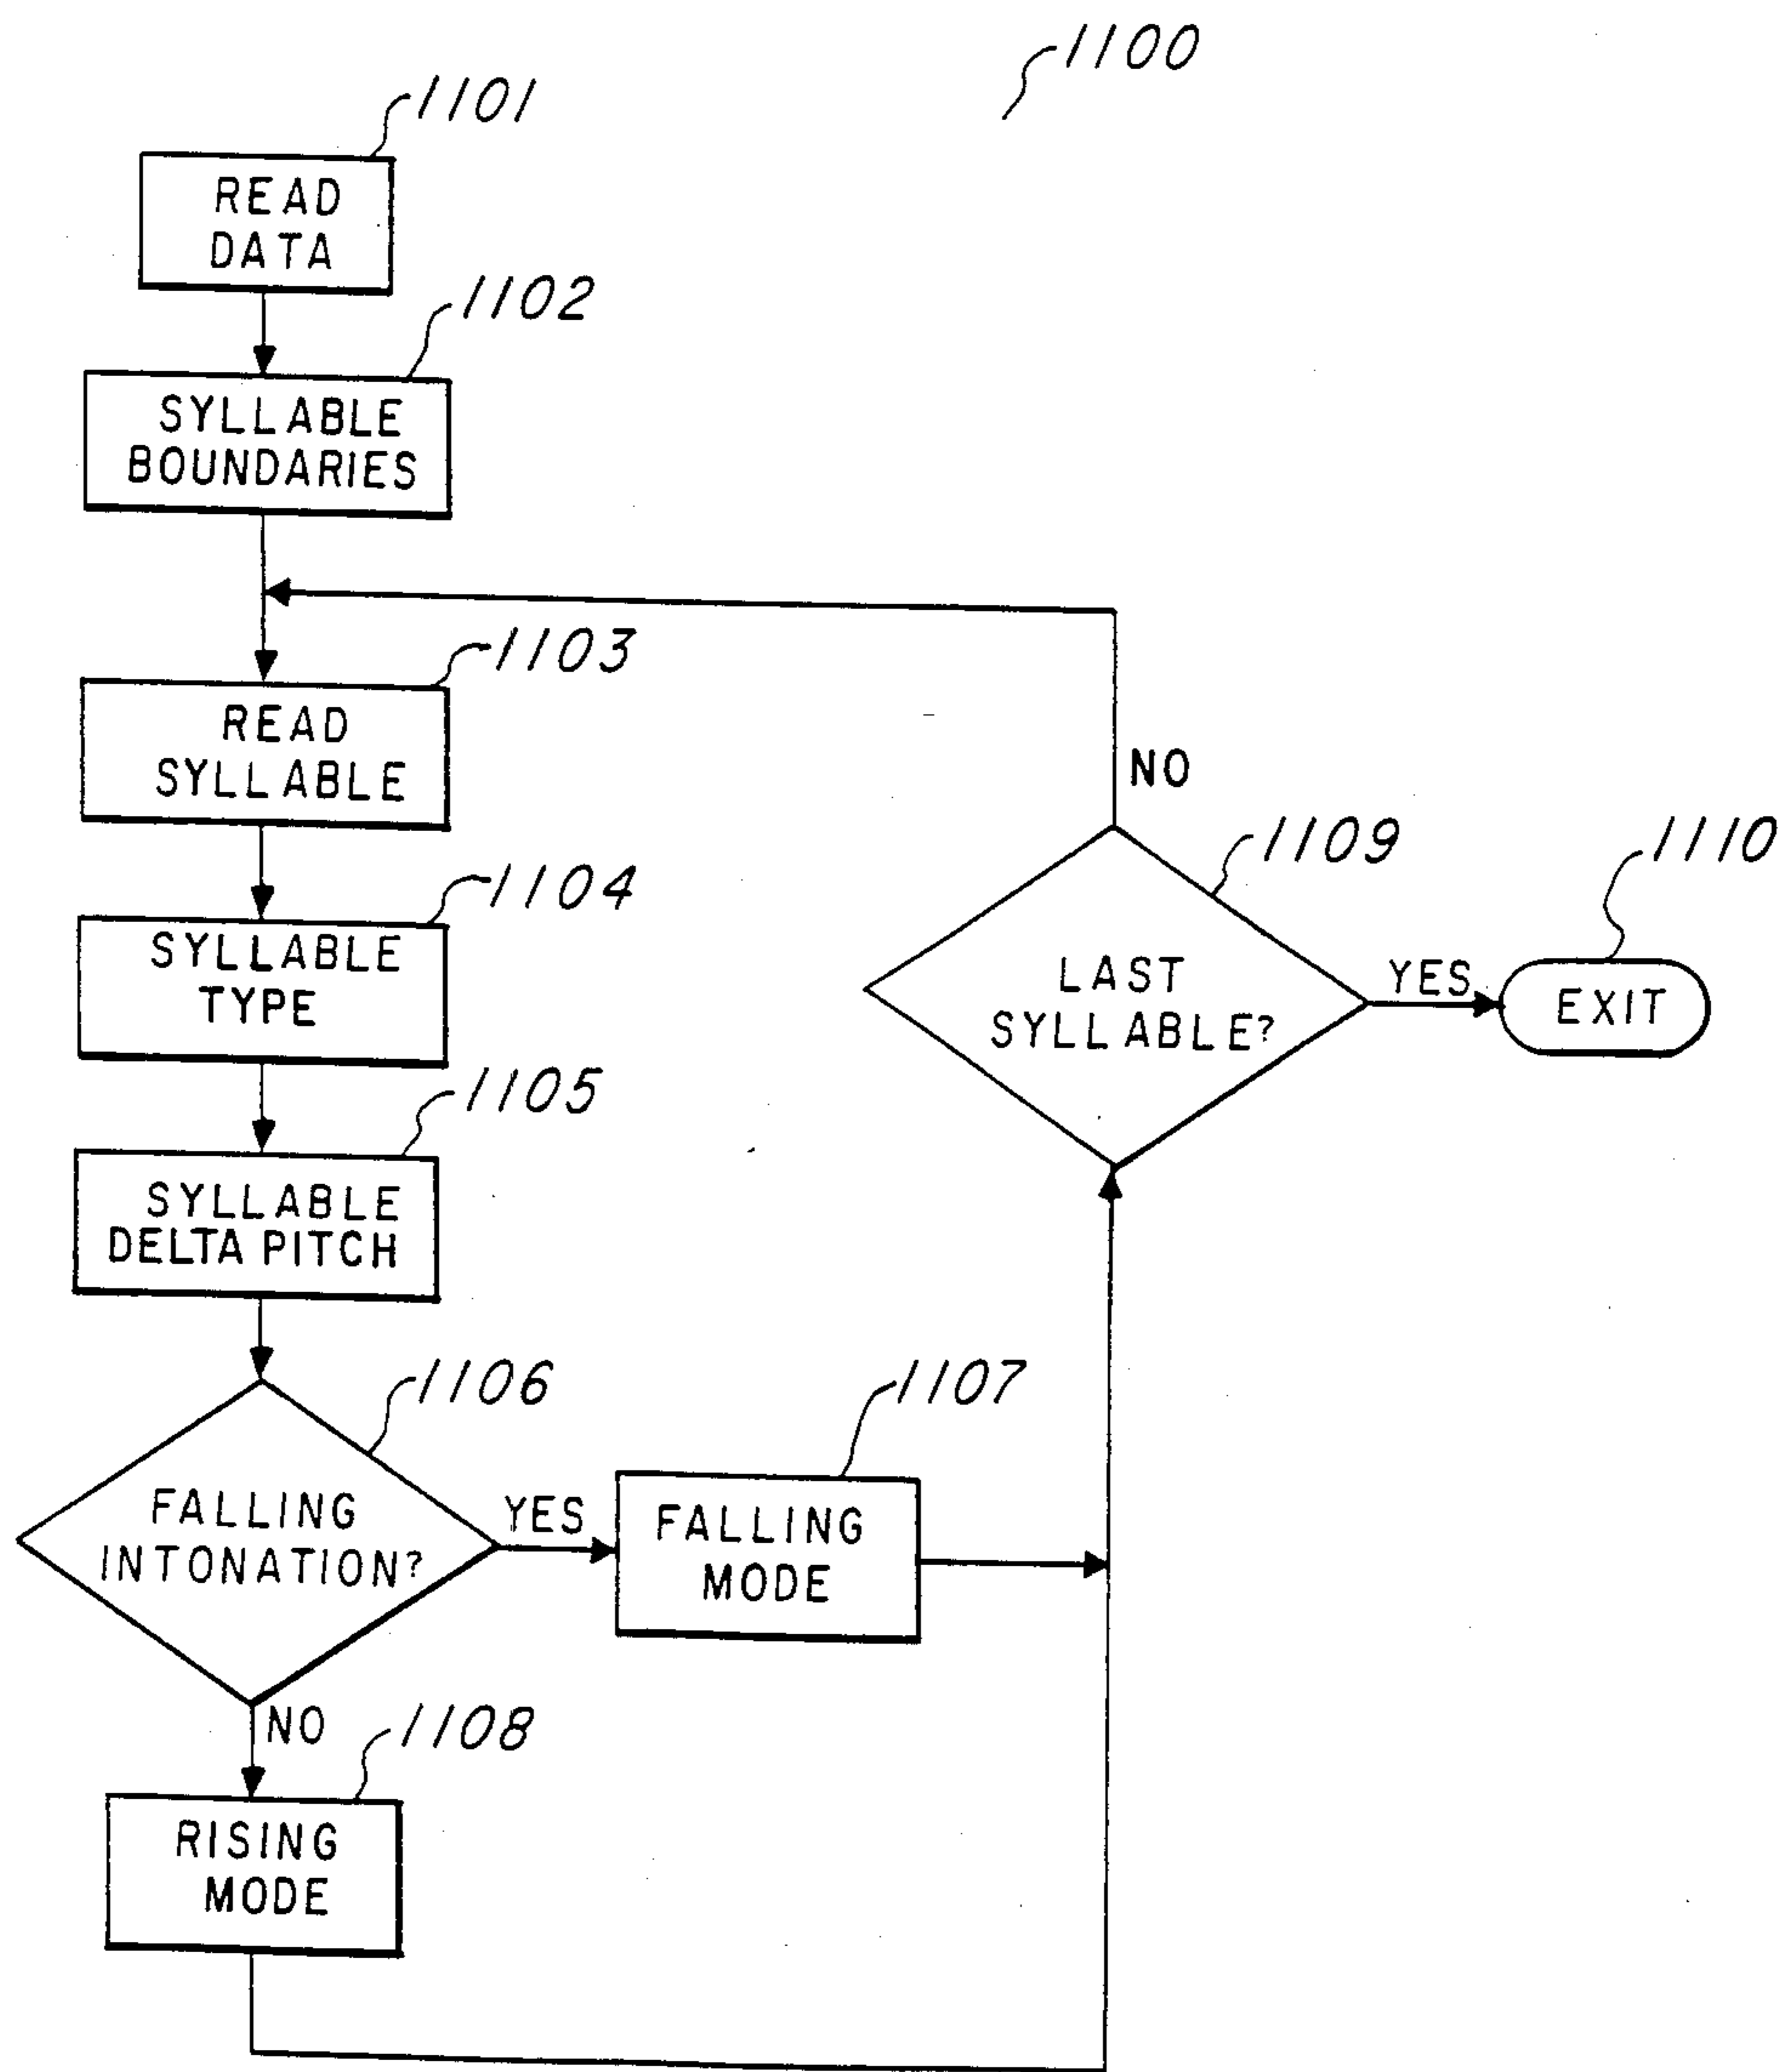 1100
1101
READ
DATA
1102
SYLLABLE
BOUNDARIES
1103
READ
SYLLABLE
1104
SYLLABLE
TYPE
1105
SYLLABLE
DELTA PITCH
1106
FALLING
INTONATION?
YES
1107
FALLING
MODE
NO
1108
RISING
MODE
NO
1109
LAST
SYLLABLE?
YES
1110
EXIT